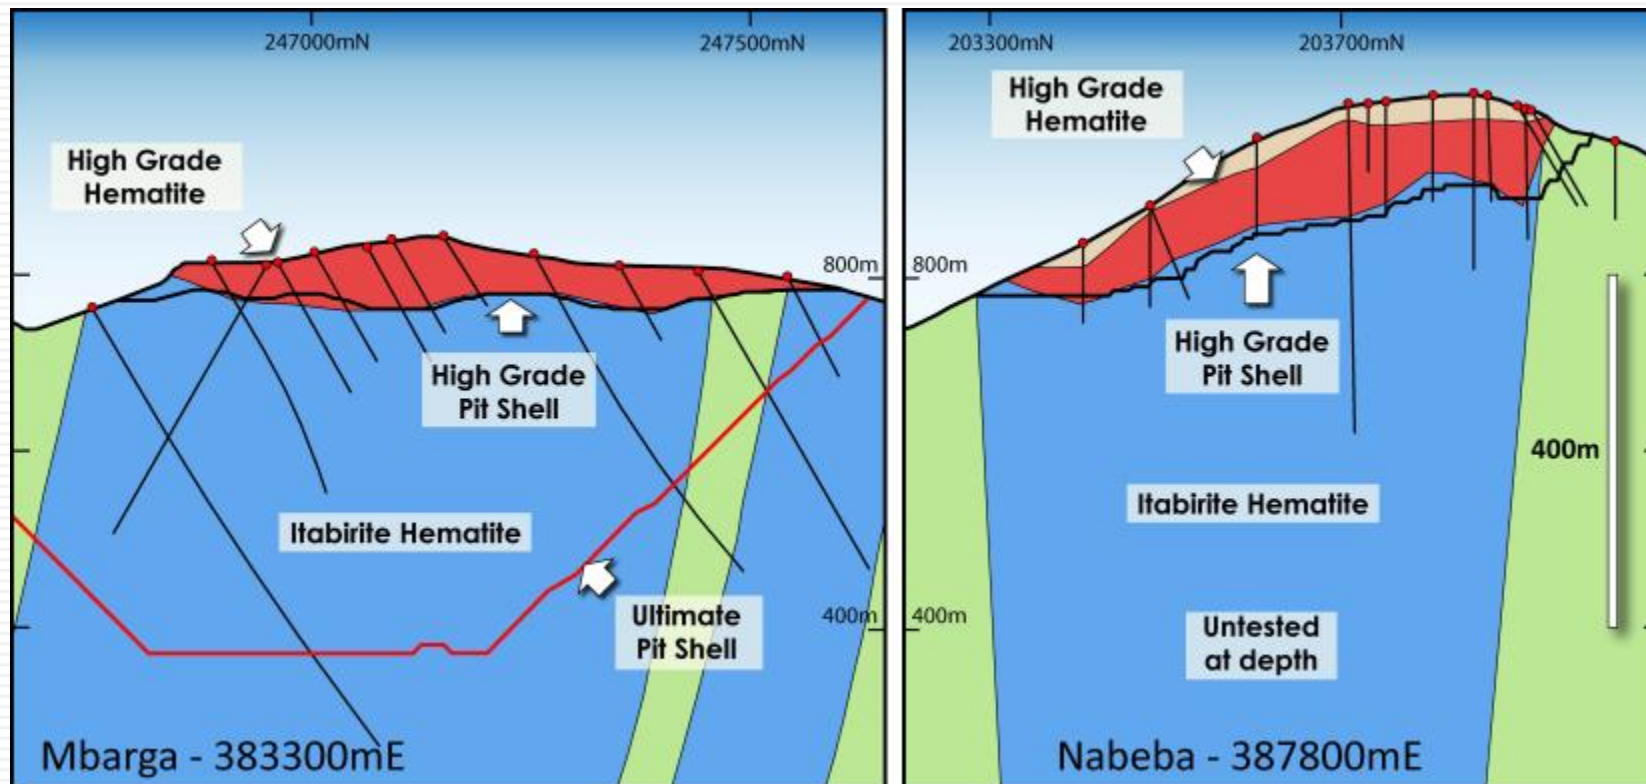 247000mN
247500mN
High Grade
Hematite
800m
High Grade
Pit Shell
Itabirite Hematite
Ultimate
Pit Shell
400m
Mbarga - 383300mE
203300mN
203700mN
High Grade
Hematite
800m
High Grade
Pit Shell
400m
Itabirite Hematite
400m
Untested
at depth
Nabeba - 387800mE